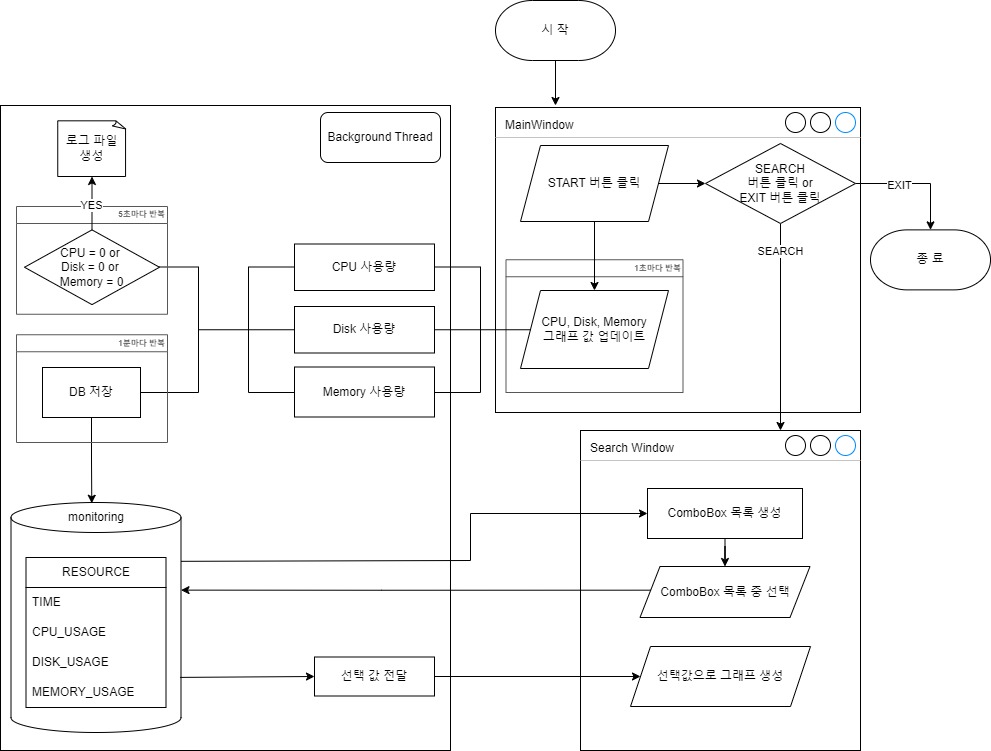 시 작
MainWindow
START 버튼 클릭
SEARCH
버튼 클릭 or
EXIT 버튼 클릭
EXIT
종 료
SEARCH
1초마다 반복
CPU, Disk, Memory
그래프 값 업데이트
Background Thread
로그 파일
생성
YES
5초마다 반복
CPU = 0 or
Disk = 0 or
Memory = 0
CPU 사용량
Disk 사용량
Memory 사용량
1분마다 반복
DB 저장
monitoring
RESOURCE
TIME
CPU_USAGE
DISK_USAGE
MEMORY_USAGE
선택 값 전달
Search Window
ComboBox 목록 생성
ComboBox 목록 중 선택
선택값으로 그래프 생성